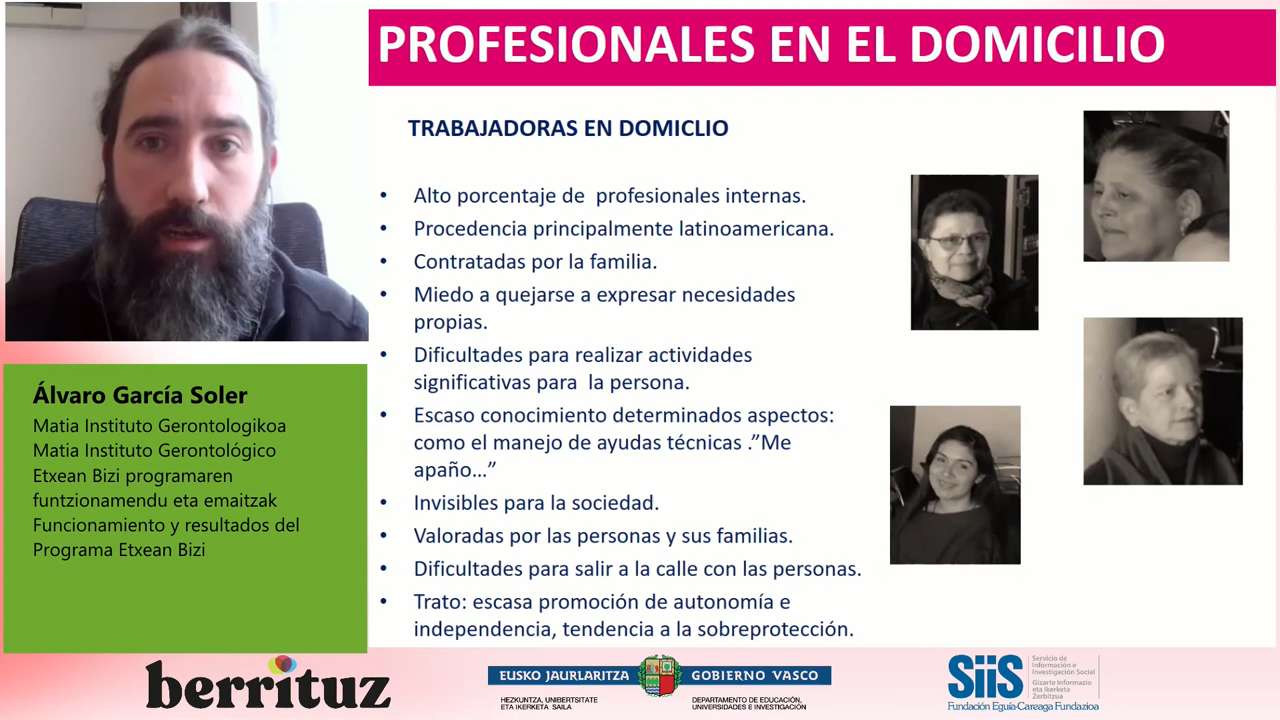 PROFESIONALES EN EL DOMICILIO
TRABAJADORAS EN DOMICLIO
• Alto porcentaje de  profesionales internas.
• Procedencia principalmente latinoamericana.
• Contratadas por la familia.
• Miedo a quejarse a expresar necesidades
propias.
• Dificultades para realizar actividades
significativas para  la persona.
• Escaso conocimiento determinados aspectos:
como el manejo de ayudas técnicas .”Me
apaño…”
• Invisibles para la sociedad.
• Valoradas por las personas y sus familias.
• Dificultades para salir a la calle con las personas.
• Trato: escasa promoción de autonomía e
independencia, tendencia a la sobreprotección.
Álvaro García Soler
Matia Instituto Gerontologikoa
Matia Instituto Gerontológico
Etxean Bizi programaren
funtzionamendu eta emaitzak
Funcionamiento y resultados del
Programa Etxean Bizi
berrituz
EUSKO JAURLARITZA
GOBIERNO VASCO
HEZKUNTZA, UNIBERTSITATE
ETA IKERKETA SAILA
DEPARTAMENTO DE EDUCACIÓN,
UNIVERSIDADES E INVESTIGACIÓN
SiiS
Servicio de
Información e
Investigación Social
Gizarte Informazio
eta Ikerketa
Zerbitzua
Fundación Eguía-Careaga Fundazioa